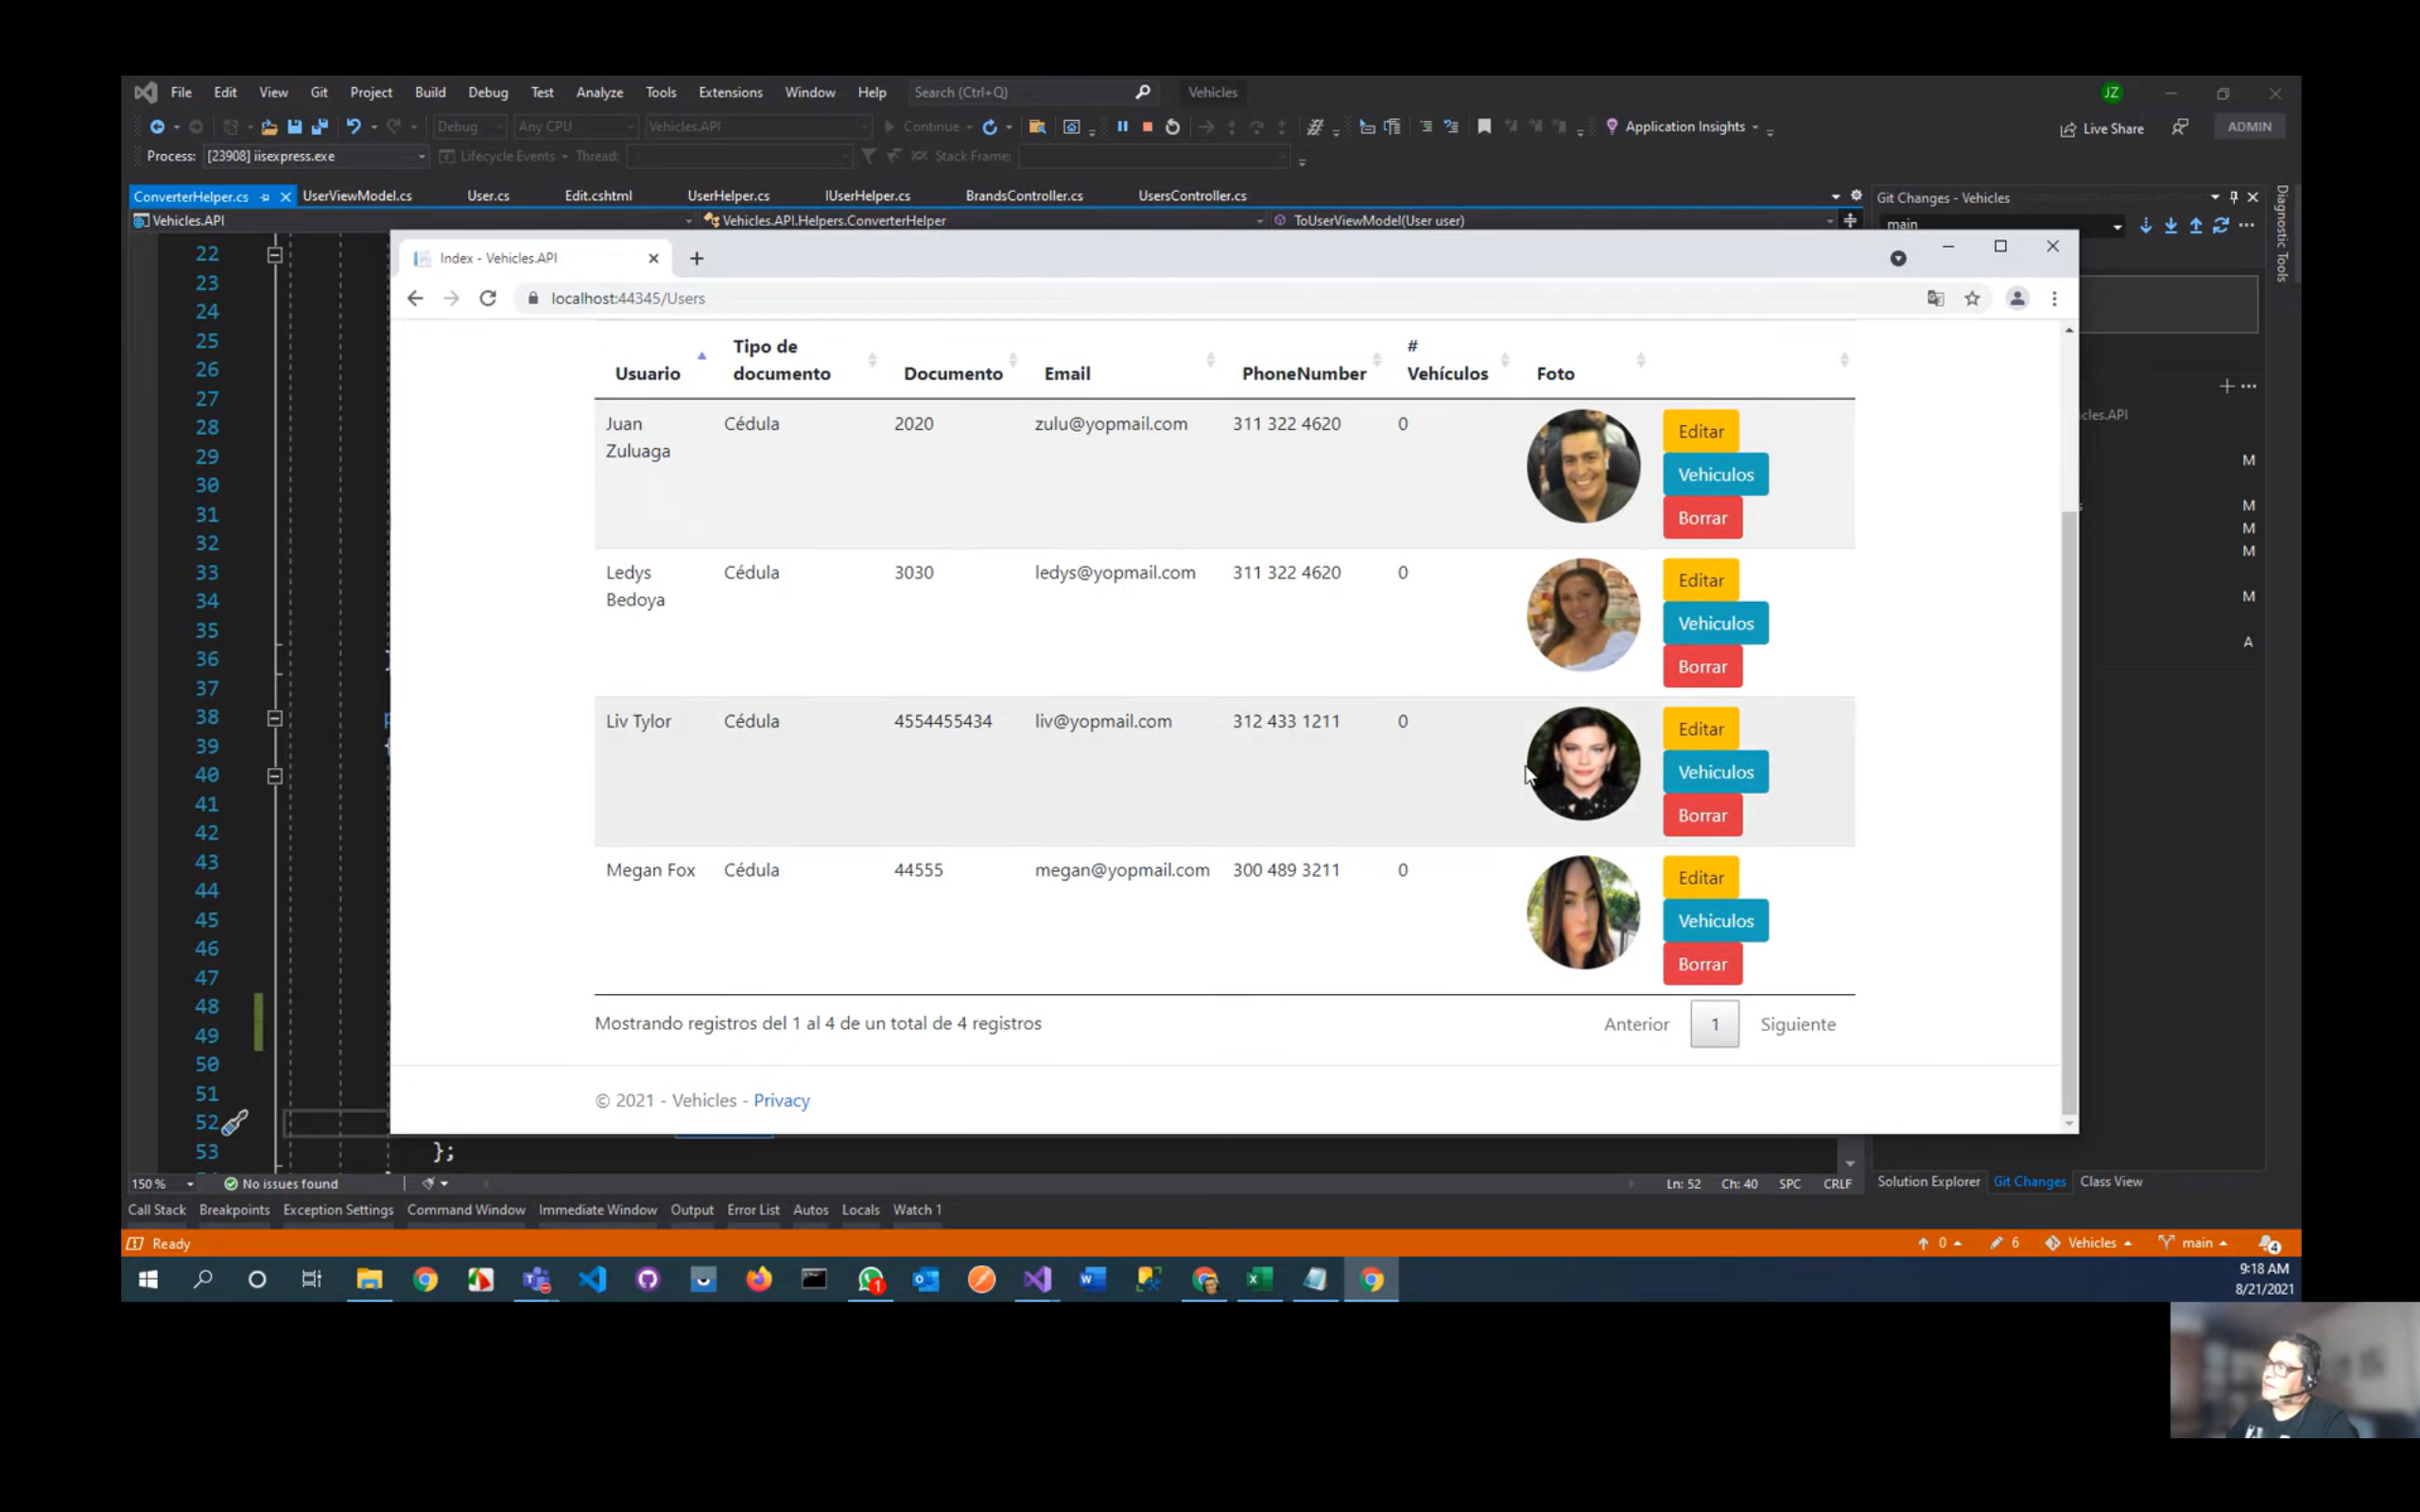 File Edit View Git Project Build Debug Test Analyze Tools Extensions Window Help Search (Ctrl+Q) Vehicles JZ
Debug Any CPU Vehicles.API Continue Application Insights Live Share ADMIN
Process: [23908] iisexpress.exe Lifecycle Events Thread: Stack Frame:
ConverterHelper.cs UserViewModel.cs User.cs Edit.cshtml UserHelper.cs IUserHelper.cs BrandsController.cs UsersController.cs Git Changes - Vehicles
Vehicles.API Vehicles.API.Helpers.ConverterHelper ToUserViewModel(User user) main
Diagnostic Tools
Index - Vehicles.API
localhost:44345/Users
Usuario Tipo de documento Documento Email PhoneNumber # Vehículos Foto
Juan Zuluaga Cédula 2020 zulu@yopmail.com 311 322 4620 0 Editar
Vehiculos
Borrar
Ledys Bedoya Cédula 3030 ledys@yopmail.com 311 322 4620 0 Editar
Vehiculos
Borrar
Liv Tylor Cédula 4554455434 liv@yopmail.com 312 433 1211 0 Editar
Vehiculos
Borrar
Megan Fox Cédula 44555 megan@yopmail.com 300 489 3211 0 Editar
Vehiculos
Borrar
Mostrando registros del 1 al 4 de un total de 4 registros Anterior 1 Siguiente
© 2021 - Vehicles - Privacy
22
23
24
25
26
27
28
29
30
31
32
33
34
35
36
37
38
39
40
41
42
43
44
45
46
47
48
49
50
51
52
53 };
cles.API
M
M
M
M
M
A
150 % No issues found Ln: 52 Ch: 40 SPC CRLF Solution Explorer Git Changes Class View
Call Stack Breakpoints Exception Settings Command Window Immediate Window Output Error List Autos Locals Watch 1
Ready 0 6 Vehicles main 4
9:18 AM
8/21/2021